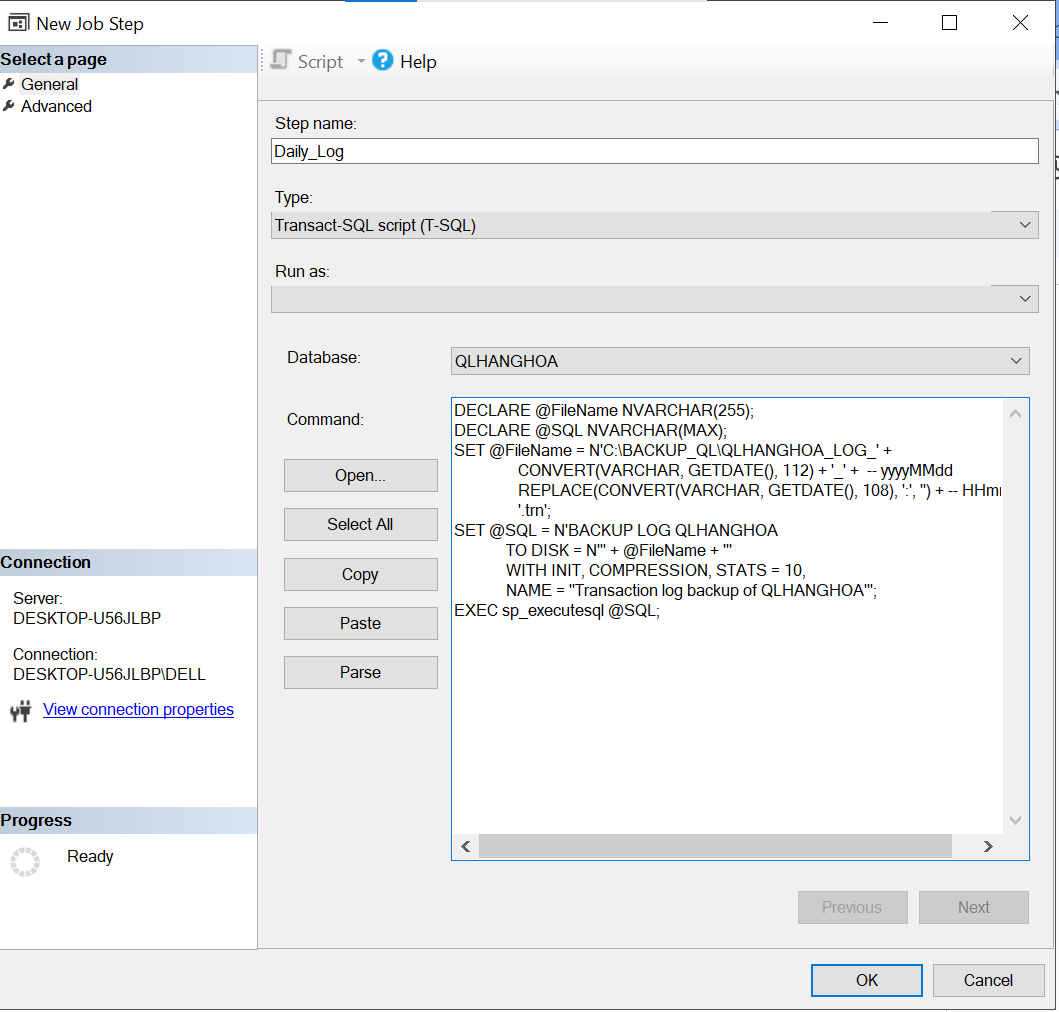 New Job Step
Select a page
General
Advanced
Script
Help
Step name:
Daily_Log
Type:
Transact-SQL script (T-SQL)
Run as:
Database:
QLHANGHOA
Command:
DECLARE @FileName NVARCHAR(255);
DECLARE @SQL NVARCHAR(MAX);
SET @FileName = N'C:\BACKUP_QL\QLHANGHOA_LOG_' +
CONVERT(VARCHAR, GETDATE(), 112) + '_' +  -- yyyyMMdd
REPLACE(CONVERT(VARCHAR, GETDATE(), 108), ':', '') + --
'.trn';
SET @SQL = N'BACKUP LOG QLHANGHOA
TO DISK = N''' + @FileName + '''
WITH INIT, COMPRESSION, STATS = 10,
NAME = ''Transaction log backup of QLHANGHOA''';
EXEC sp_executesql @SQL;
Open...
Select All
Copy
Paste
Parse
Connection
Server:
DESKTOP-U56JLBP
Connection:
DESKTOP-U56JLBP\DELL
View connection properties
Progress
Ready
Previous
Next
OK
Cancel